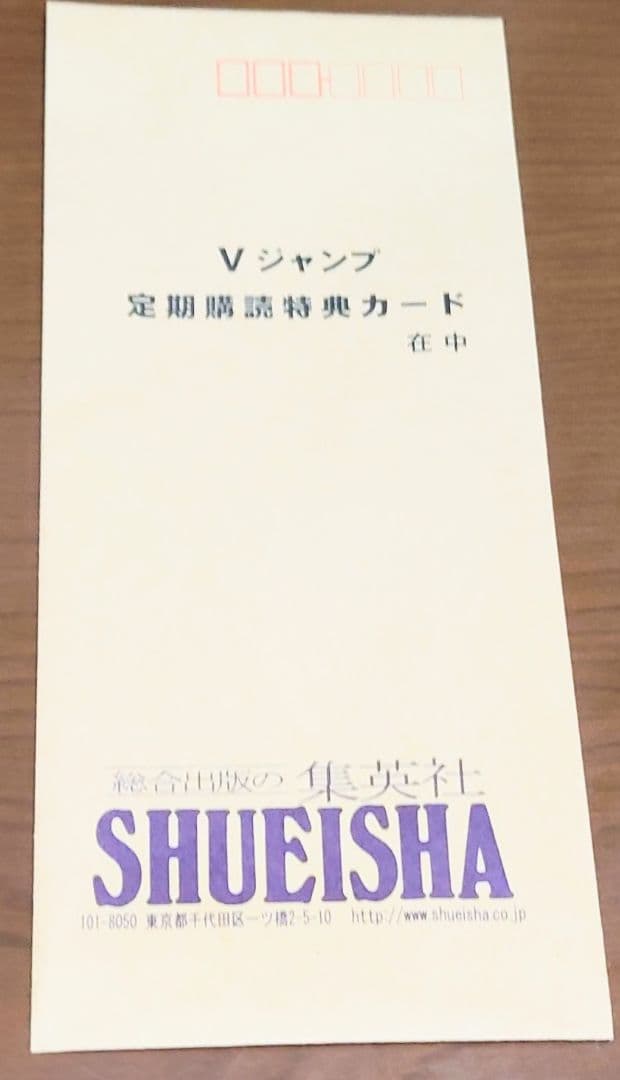 Vジャンプ
定期購読特典カード
在中
総合出版の 集英社
SHUEISHA
101-8050 東京都千代田区一ツ橋2-5-10 http://www.shueisha.co.jp